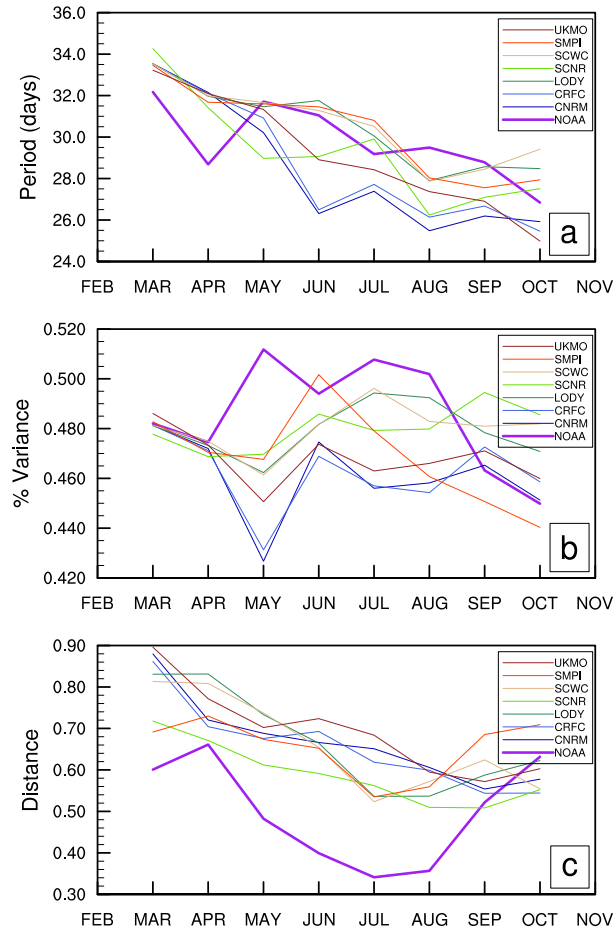 36.0
34.0
32.0
30.0
28.0
26.0
24.0
Period (days)
UKMO
SMPI
SCWC
SCNR
LODY
CRFC
CNRM
NOAA
a
FEB MAR APR MAY JUN JUL AUG SEP OCT NOV
0.520
0.500
0.480
0.460
0.440
0.420
% Variance
UKMO
SMPI
SCWC
SCNR
LODY
CRFC
CNRM
NOAA
b
FEB MAR APR MAY JUN JUL AUG SEP OCT NOV
0.90
0.80
0.70
0.60
0.50
0.40
0.30
Distance
UKMO
SMPI
SCWC
SCNR
LODY
CRFC
CNRM
NOAA
c
FEB MAR APR MAY JUN JUL AUG SEP OCT NOV